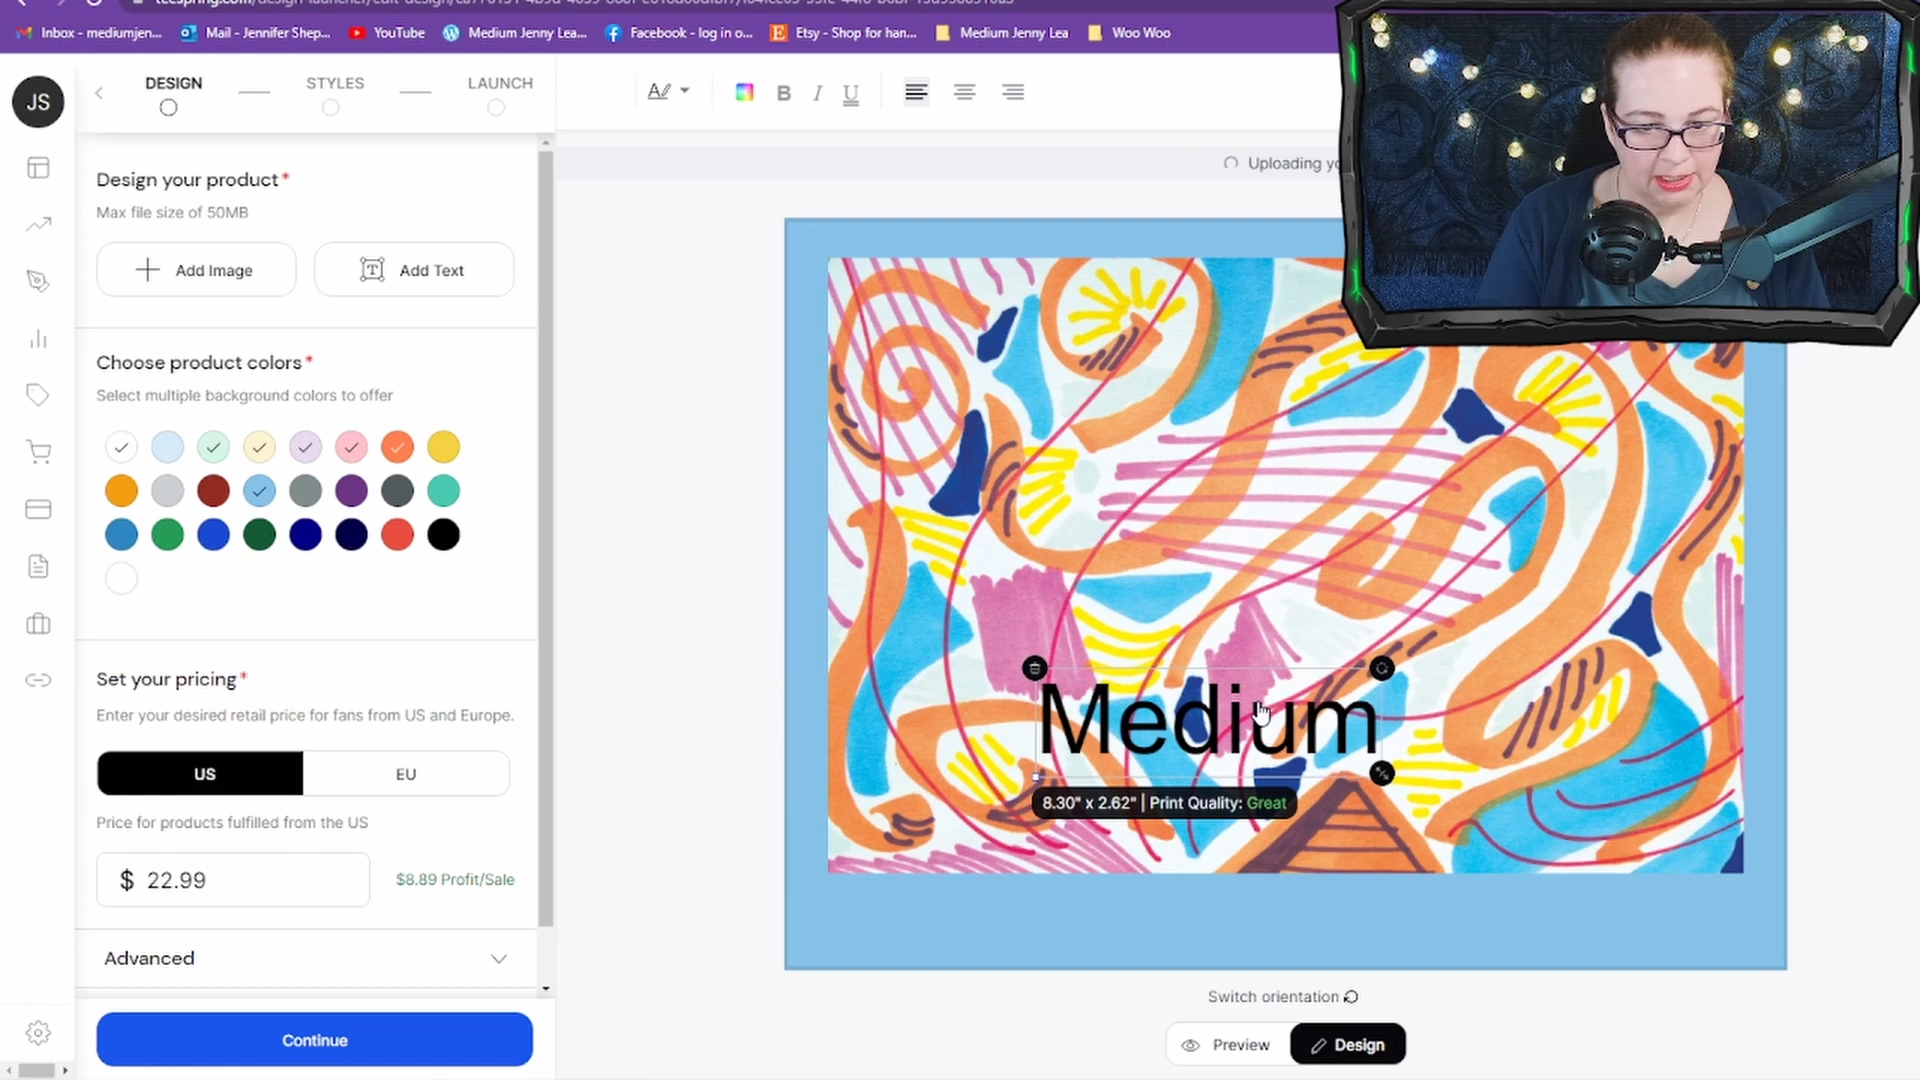 Inbox - mediumjen...
Mail - Jennifer Shep...
YouTube
Medium Jenny Lea...
Facebook - log in o...
Etsy - Shop for han...
Medium Jenny Lea
Woo Woo
JS
DESIGN
STYLES
LAUNCH
B I U
Uploading yo
Design your product*
Max file size of 50MB
Add Image
Add Text
Choose product colors*
Select multiple background colors to offer
Set your pricing*
Enter your desired retail price for fans from US and Europe.
US
EU
Price for products fulfilled from the US
$ 22.99
$8.89 Profit/Sale
Advanced
Continue
Medium
8.30" x 2.62" | Print Quality: Great
Switch orientation
Preview
Design